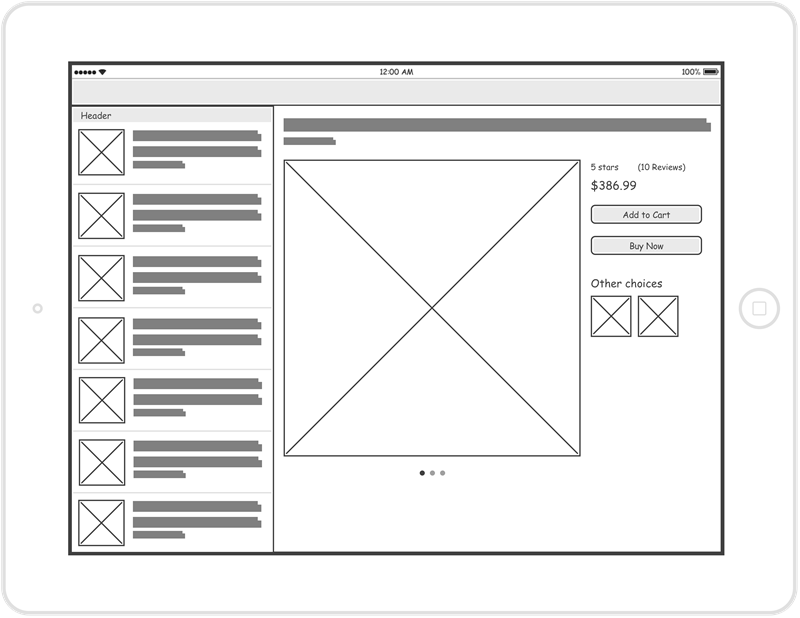 12:00 AM 100%
Header
5 stars (10 Reviews)
$386.99
Add to Cart
Buy Now
Other choices